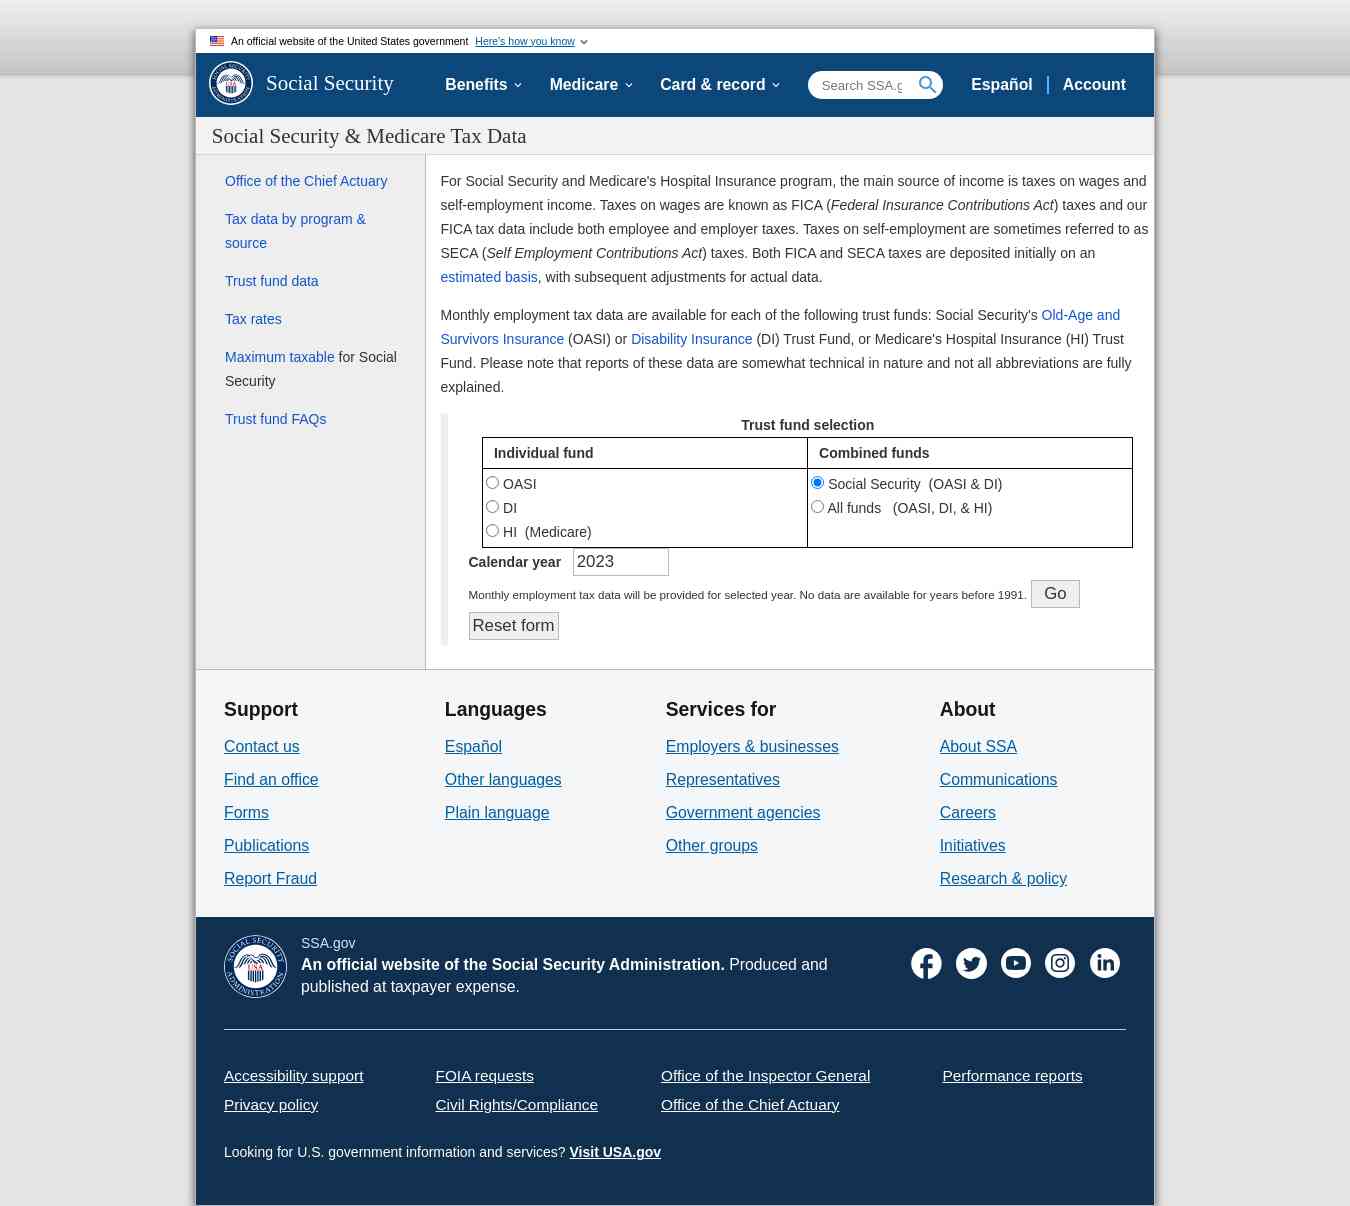 An official website of the United States government Here's how you know
Social Security
Benefits
Medicare
Card & record
Search SSA.g
Español
Account
Social Security & Medicare Tax Data
Office of the Chief Actuary
Tax data by program &
source
Trust fund data
Tax rates
Maximum taxable for Social
Security
Trust fund FAQs
For Social Security and Medicare's Hospital Insurance program, the main source of income is taxes on wages and
self-employment income. Taxes on wages are known as FICA (Federal Insurance Contributions Act) taxes and our
FICA tax data include both employee and employer taxes. Taxes on self-employment are sometimes referred to as
SECA (Self Employment Contributions Act) taxes. Both FICA and SECA taxes are deposited initially on an
estimated basis, with subsequent adjustments for actual data.
Monthly employment tax data are available for each of the following trust funds: Social Security's Old-Age and
Survivors Insurance (OASI) or Disability Insurance (DI) Trust Fund, or Medicare's Hospital Insurance (HI) Trust
Fund. Please note that reports of these data are somewhat technical in nature and not all abbreviations are fully
explained.
Trust fund selection
Individual fund
Combined funds
OASI
DI
HI (Medicare)
Social Security (OASI & DI)
All funds (OASI, DI, & HI)
Calendar year 2023
Monthly employment tax data will be provided for selected year. No data are available for years before 1991. Go
Reset form
Support
Contact us
Find an office
Forms
Publications
Report Fraud
Languages
Español
Other languages
Plain language
Services for
Employers & businesses
Representatives
Government agencies
Other groups
About
About SSA
Communications
Careers
Initiatives
Research & policy
SOCIAL SECURITY
USA
ADMINISTRATION
SSA.gov
An official website of the Social Security Administration. Produced and
published at taxpayer expense.
Accessibility support
FOIA requests
Office of the Inspector General
Performance reports
Privacy policy
Civil Rights/Compliance
Office of the Chief Actuary
Looking for U.S. government information and services? Visit USA.gov